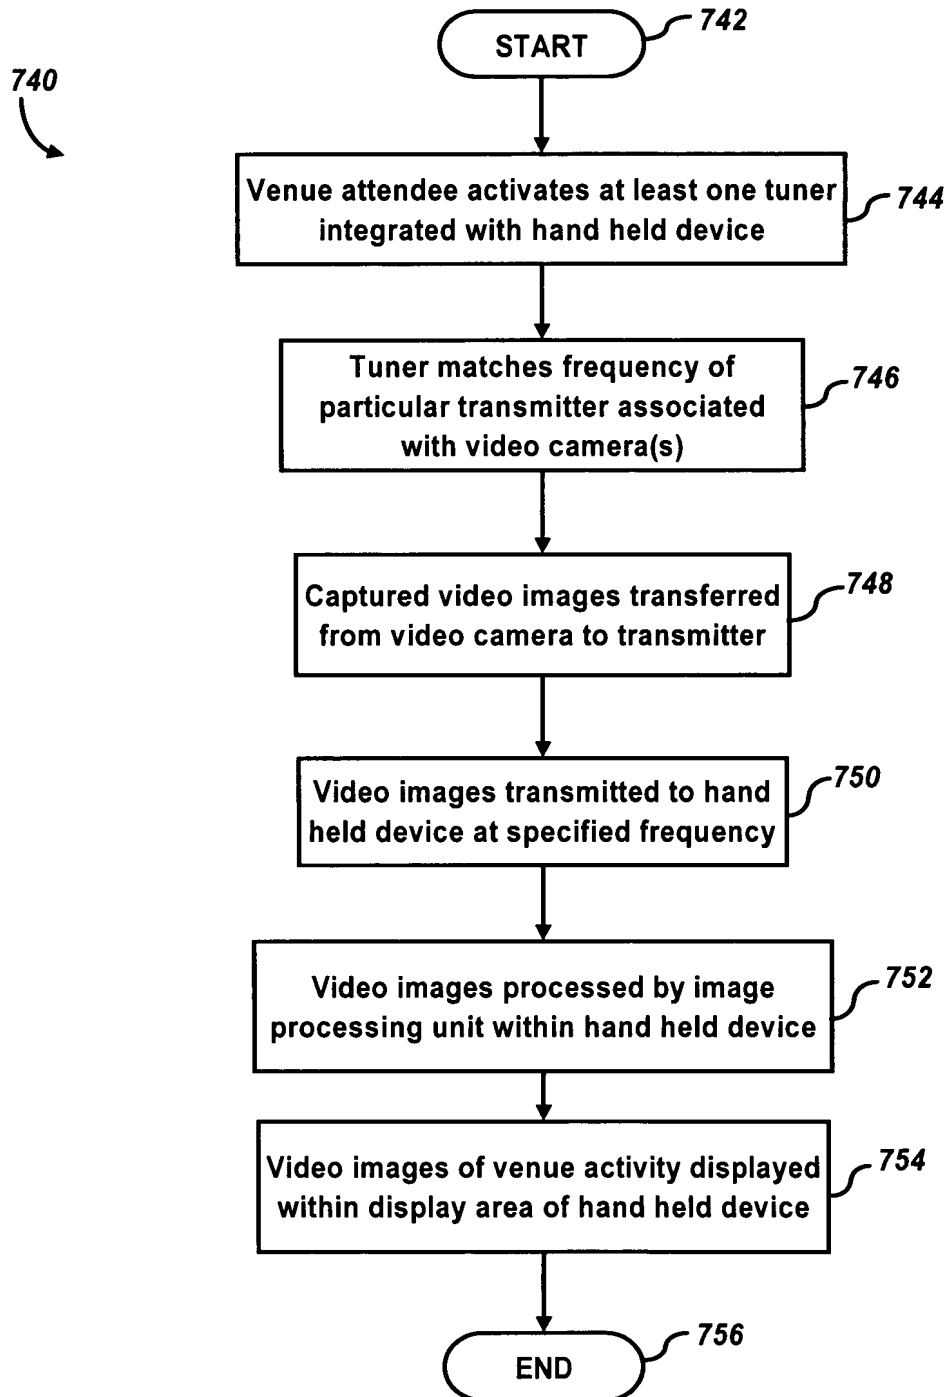 START
742
740
Venue attendee activates at least one tuner
integrated with hand held device
744
Tuner matches frequency of
particular transmitter associated
with video camera(s)
746
Captured video images transferred
from video camera to transmitter
748
Video images transmitted to hand
held device at specified frequency
750
Video images processed by image
processing unit within hand held device
752
Video images of venue activity displayed
within display area of hand held device
754
END
756